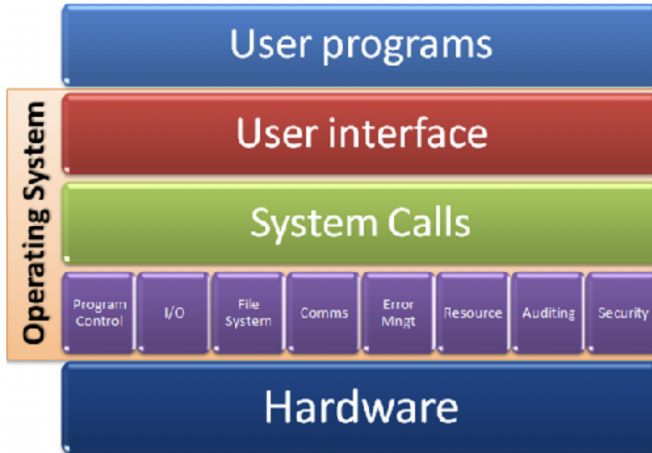 User programs
Operating System
User interface
System Calls
Program
Control
I/O
File
System
Comms
Error
Mngt
Resource
Auditing
Security
Hardware